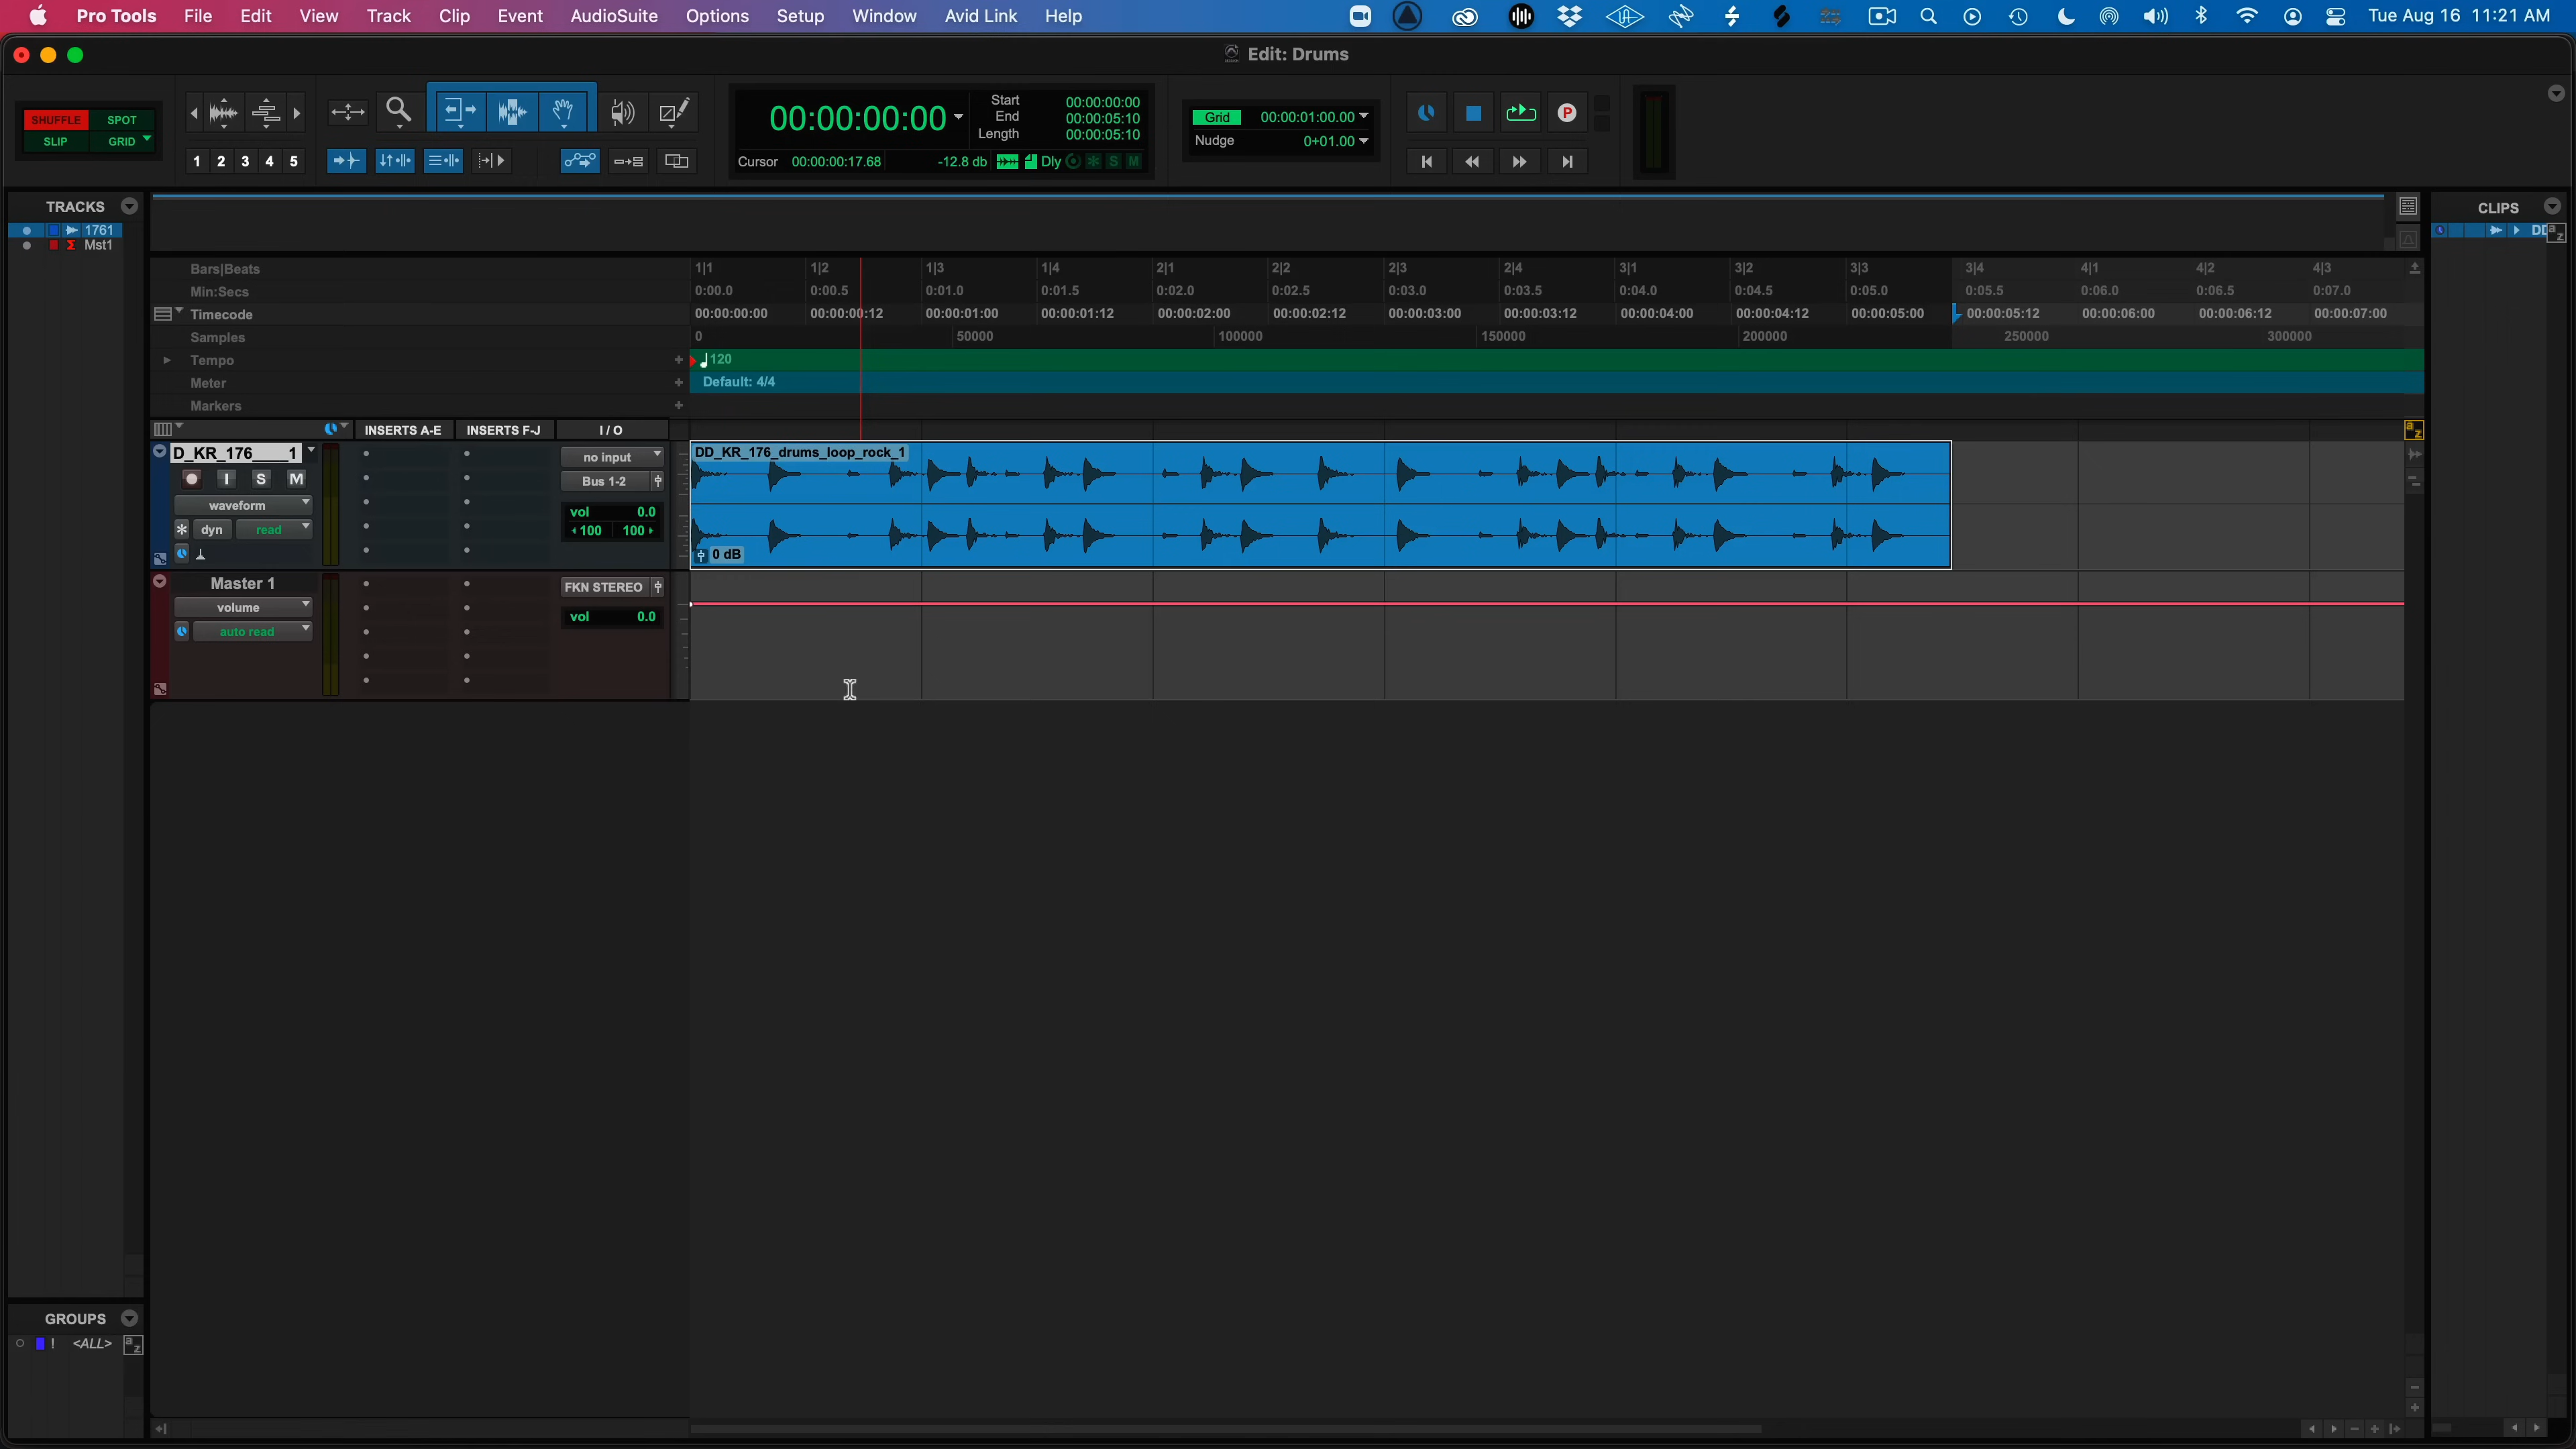 Pro Tools File Edit View Track Clip Event AudioSuite Options Setup Window Avid Link Help Tue Aug 16 11:21 AM
Edit: Drums
SHUFFLE SPOT
SLIP GRID
1 2 3 4 5
00:00:00:00
Start 00:00:00:00
End 00:00:05:10
Length 00:00:05:10
Cursor 00:00:00:17.68 -12.8 db Dly S M
Grid 00:00:01:00.00
Nudge 0+01.00
P
TRACKS
1761
Mst1
CLIPS
DD
a z
Bars|Beats 1|1 1|2 1|3 1|4 2|1 2|2 2|3 2|4 3|1 3|2 3|3 3|4 4|1 4|2 4|3
Min:Secs 0:00.0 0:00.5 0:01.0 0:01.5 0:02.0 0:02.5 0:03.0 0:03.5 0:04.0 0:04.5 0:05.0 0:05.5 0:06.0 0:06.5 0:07.0
Timecode 00:00:00:00 00:00:00:12 00:00:01:00 00:00:01:12 00:00:02:00 00:00:02:12 00:00:03:00 00:00:03:12 00:00:04:00 00:00:04:12 00:00:05:00 00:00:05:12 00:00:06:00 00:00:06:12 00:00:07:00
Samples 0 50000 100000 150000 200000 250000 300000
Tempo 120
Meter Default: 4/4
Markers
INSERTS A-E INSERTS F-J I / O
a z
D_KR_176____1
I S M
waveform
dyn read
no input
Bus 1-2
vol 0.0
100 100
DD_KR_176_drums_loop_rock_1
0 dB
Master 1
volume
auto read
FKN STEREO
vol 0.0
GROUPS
! <ALL>
a z